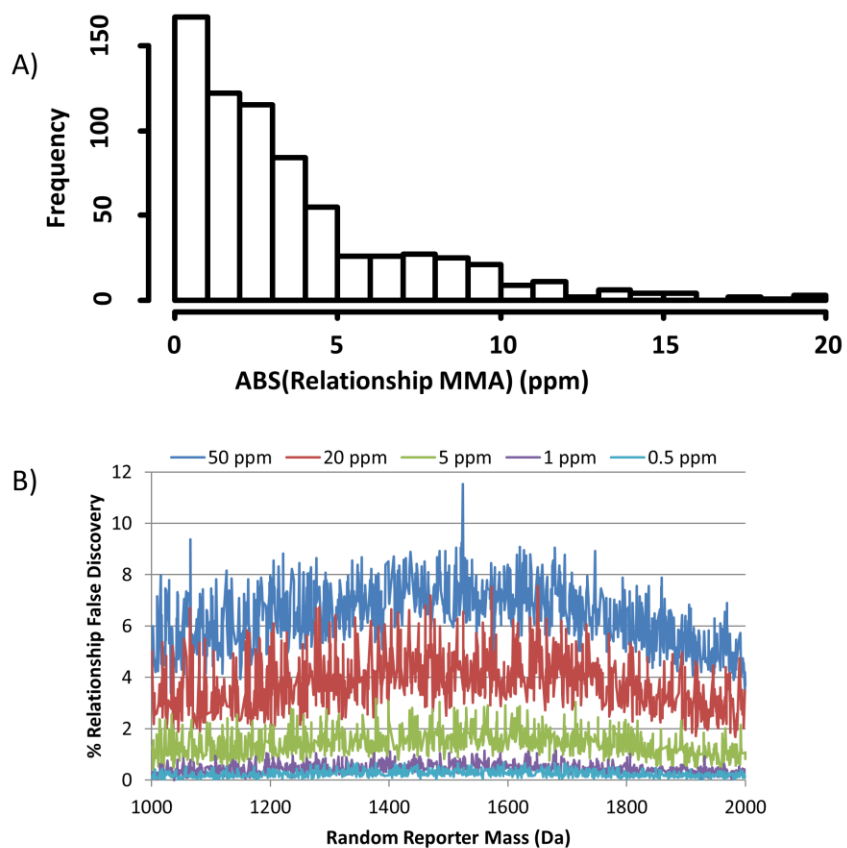 A)
Frequency
150
100
50
0
0 5 10 15 20
ABS(Relationship MMA) (ppm)
B)
50 ppm 20 ppm 5 ppm 1 ppm 0.5 ppm
% Relationship False Discovery
12
10
8
6
4
2
0
1000 1200 1400 1600 1800 2000
Random Reporter Mass (Da)